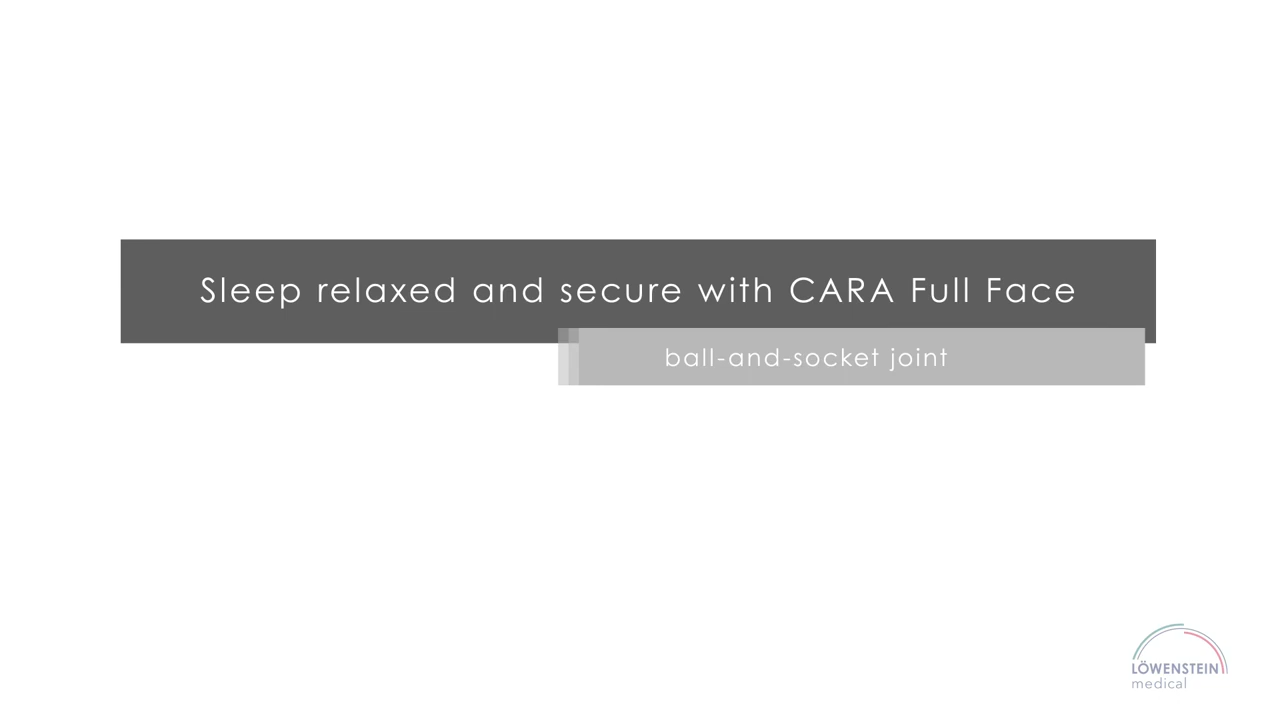 Sleep relaxed and secure with CARA Full Face
ball-and-socket joint
LÖWENSTEIN
medical